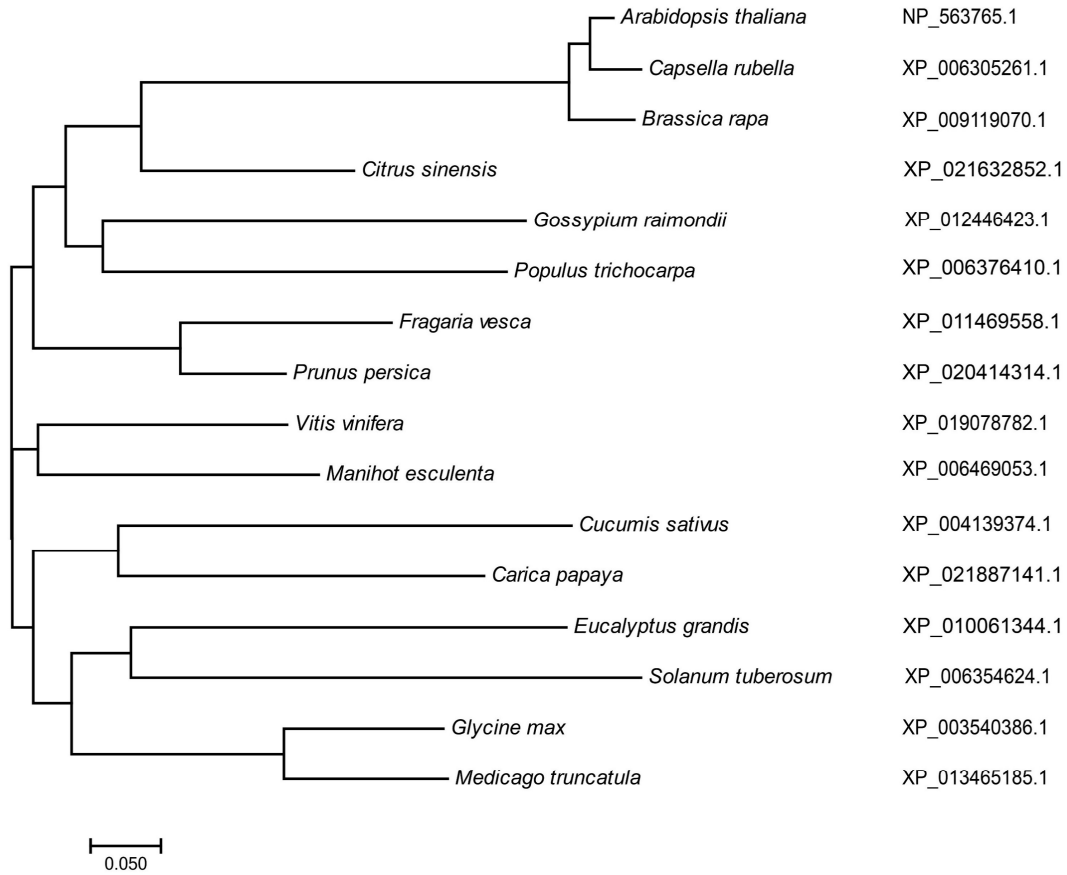 Arabidopsis thaliana NP_563765.1
Capsella rubella XP_006305261.1
Brassica rapa XP_009119070.1
Citrus sinensis XP_021632852.1
Gossypium raimondii XP_012446423.1
Populus trichocarpa XP_006376410.1
Fragaria vesca XP_011469558.1
Prunus persica XP_020414314.1
Vitis vinifera XP_019078782.1
Manihot esculenta XP_006469053.1
Cucumis sativus XP_004139374.1
Carica papaya XP_021887141.1
Eucalyptus grandis XP_010061344.1
Solanum tuberosum XP_006354624.1
Glycine max XP_003540386.1
Medicago truncatula XP_013465185.1
0.050